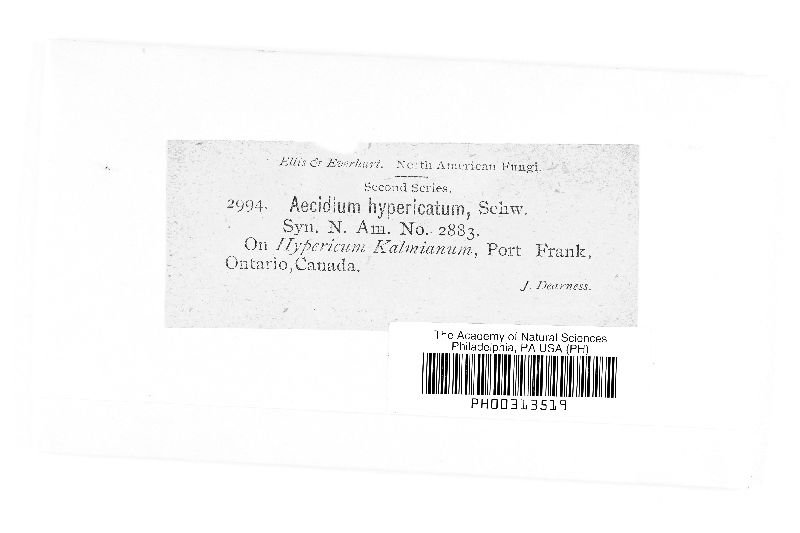 Ellis & Everhart. North American Fungi.
Second Series.
2994. Aecidium hypericatum, Schw.
Syn. N. Am. No. 2883.
On Hypericum Kalmianum, Port Frank,
Ontario, Canada.
J. Dearness.
The Academy of Natural Sciences
Philadelphia, PA USA (PH)
PH00313519